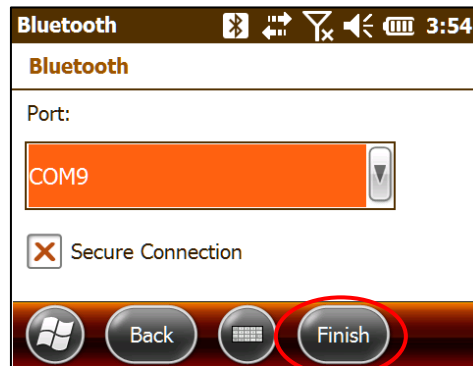 Bluetooth 3:54
Bluetooth
Port:
COM9
Secure Connection
Back Finish